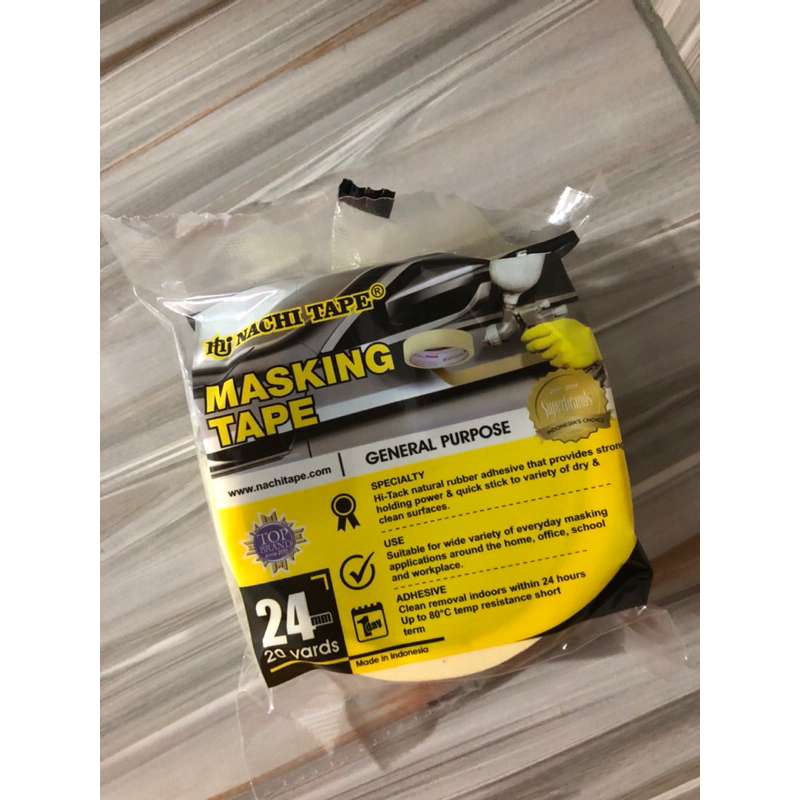 NACHI TAPE®
MASKING
TAPE
Superbrands
INDONESIA'S CHOICE
www.nachitape.com
GENERAL PURPOSE
SPECIALTY
Hi-Tack natural rubber adhesive that provides strong
holding power & quick stick to variety of dry &
clean surfaces.
TOP
BRAND
USE
Suitable for wide variety of everyday masking
applications around the home, office, school
and workplace.
24mm
20 yards
1day
ADHESIVE
Clean removal indoors within 24 hours
Up to 80°C temp resistance short
term
Made in Indonesia